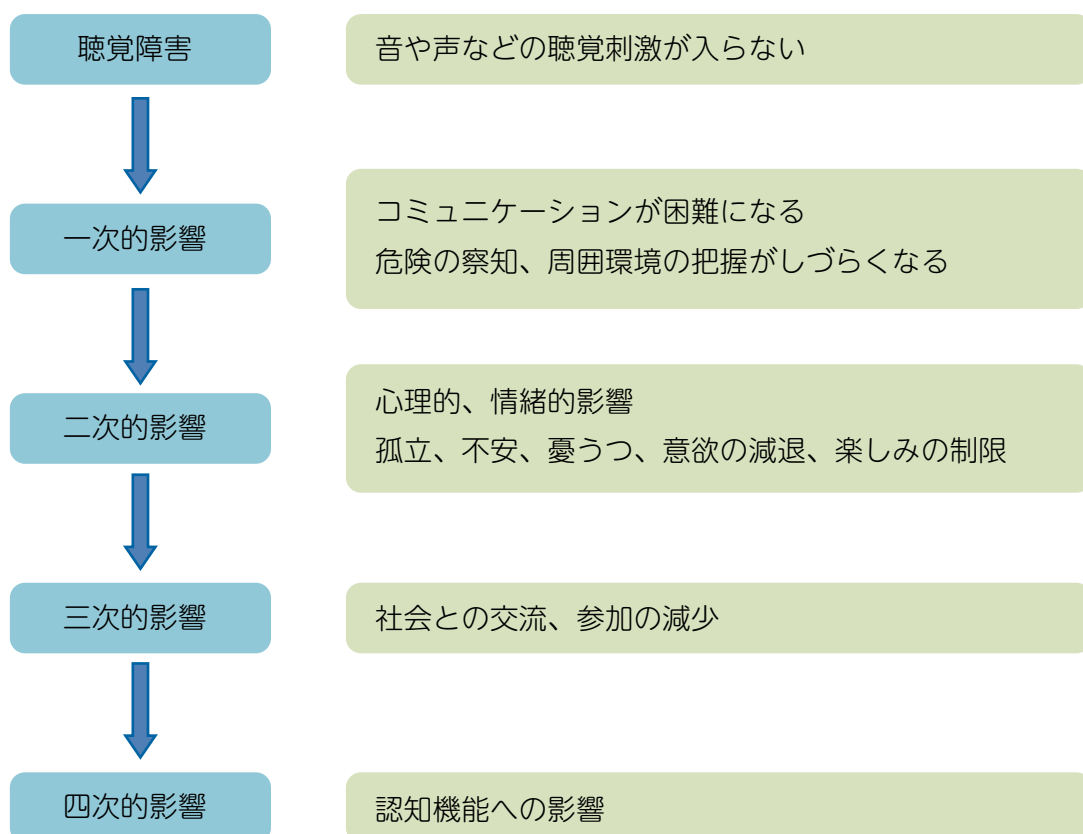 聴覚障害
音や声などの聴覚刺激が入らない
一次的影響
コミュニケーションが困難になる
危険の察知、周囲環境の把握がしづらくなる
二次的影響
心理的、情緒的影響
孤立、不安、憂うつ、意欲の減退、楽しみの制限
三次的影響
社会との交流、参加の減少
四次的影響
認知機能への影響